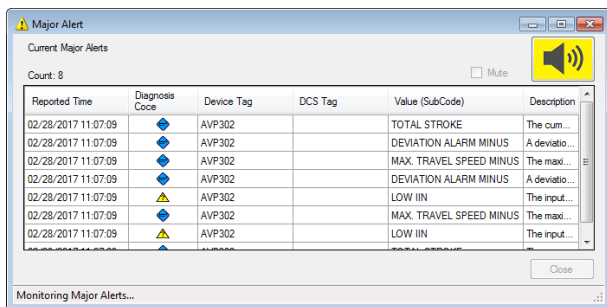 Major Alert
Current Major Alerts
Count: 8
Mute
Reported Time Diagnosis Coce Device Tag DCS Tag Value (SubCode) Description
02/28/2017 11:07:09 AVP302 TOTAL STROKE The cum...
02/28/2017 11:07:09 AVP302 DEVIATION ALARM MINUS A deviatio...
02/28/2017 11:07:09 AVP302 MAX. TRAVEL SPEED MINUS The maxi...
02/28/2017 11:07:09 AVP302 DEVIATION ALARM MINUS A deviatio...
02/28/2017 11:07:09 AVP302 LOW IIN The input...
02/28/2017 11:07:09 AVP302 MAX. TRAVEL SPEED MINUS The maxi...
02/28/2017 11:07:09 AVP302 LOW IIN The input...
Close
Monitoring Major Alerts...